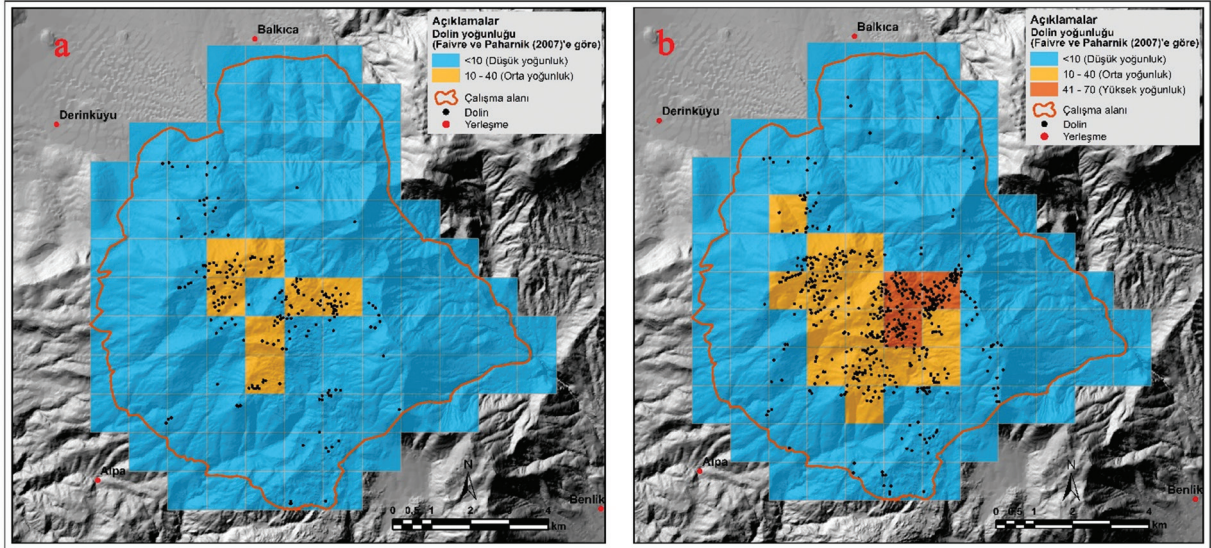 a
Balkıca
Derinkuyu
Alpa
Benlik
Açıklamalar
Dolin yoğunluğu
(Faivre ve Paharnik (2007)'e göre)
<10 (Düşük yoğunluk)
10 - 40 (Orta yoğunluk)
Çalışma alanı
Dolin
Yerleşme
N
0 0,5 1 2 3 4
km
b
Balkıca
Derinkuyu
Alpa
Benlik
Açıklamalar
Dolin yoğunluğu
(Faivre ve Paharnik (2007)'e göre)
<10 (Düşük yoğunluk)
10 - 40 (Orta yoğunluk)
41 - 70 (Yüksek yoğunluk)
Çalışma alanı
Dolin
Yerleşme
N
0 0,5 1 2 3 4
km